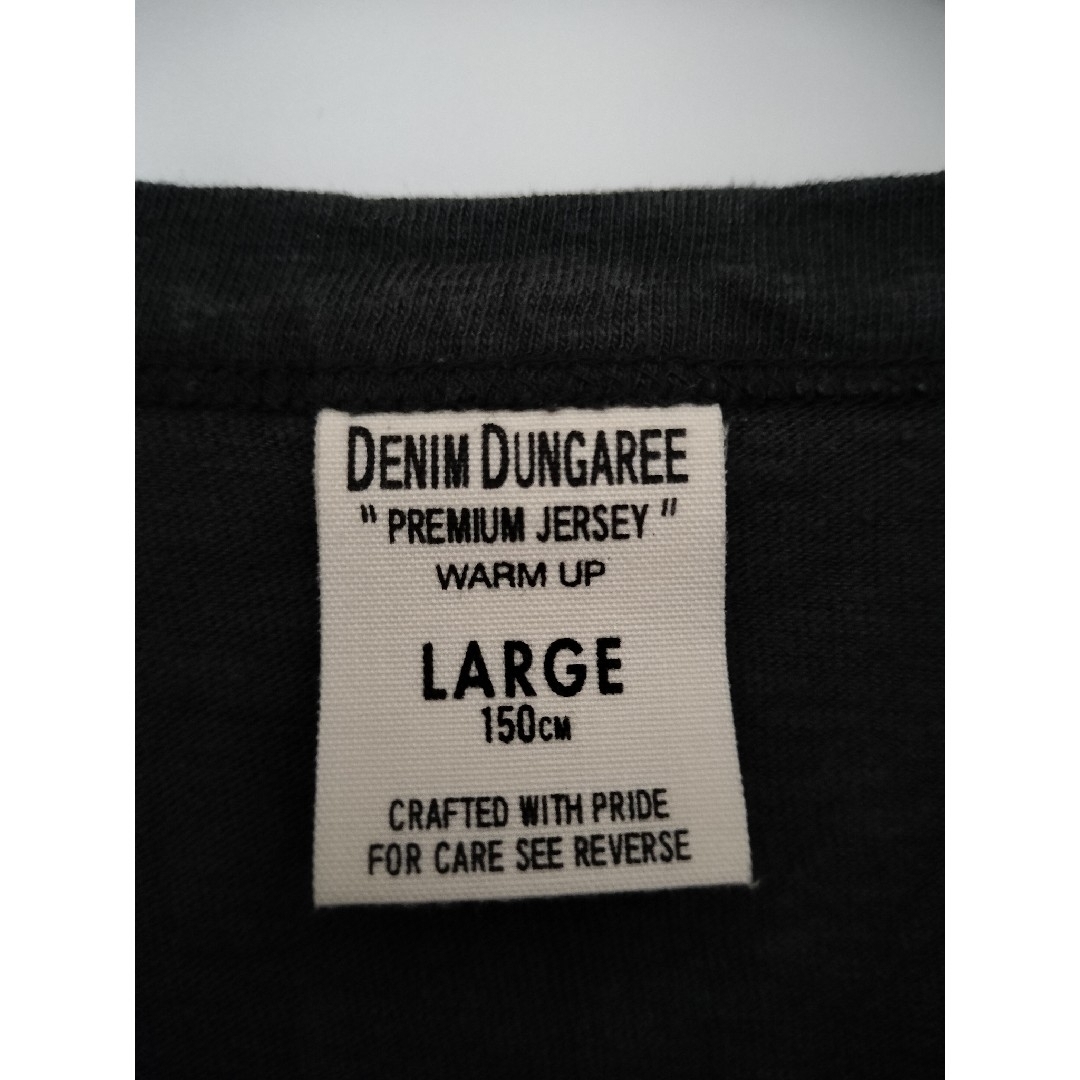 DENIM DUNGAREE
" PREMIUM JERSEY "
WARM UP
LARGE
150CM
CRAFTED WITH PRIDE
FOR CARE SEE REVERSE